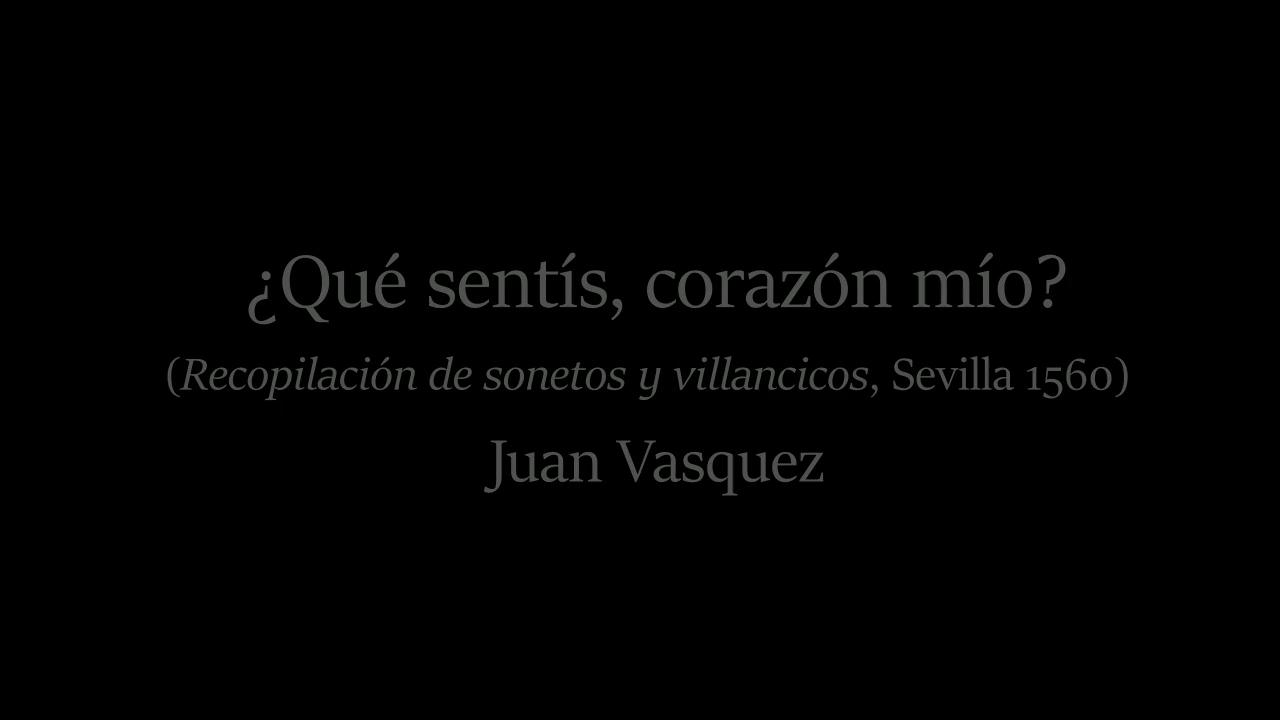 ¿Qué sentís, corazón mío?
(Recopilación de sonetos y villancicos, Sevilla 1560)
Juan Vasquez